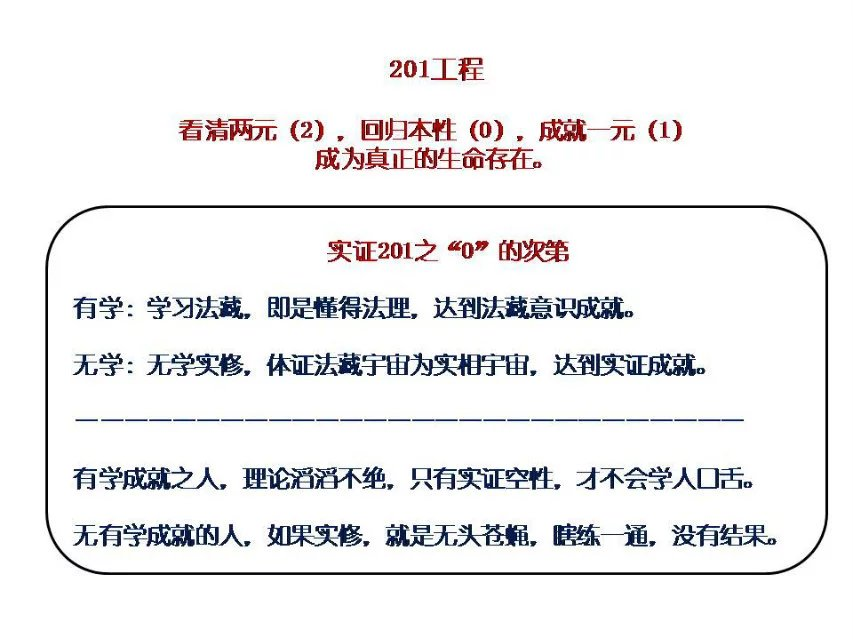 201工程
看清两元（2），回归本性（0），成就一元（1）
成为真正的生命存在。
实证201之“0”的次第
有学：学习法藏，即是懂得法理，达到法藏意识成就。
无学：无学实修，体证法藏宇宙为实相宇宙，达到实证成就。
————————————————————————————
有学成就之人，理论滔滔不绝，只有实证空性，才不会学人口舌。
无有学成就的人，如果实修，就是无头苍蝇，瞎练一通，没有结果。